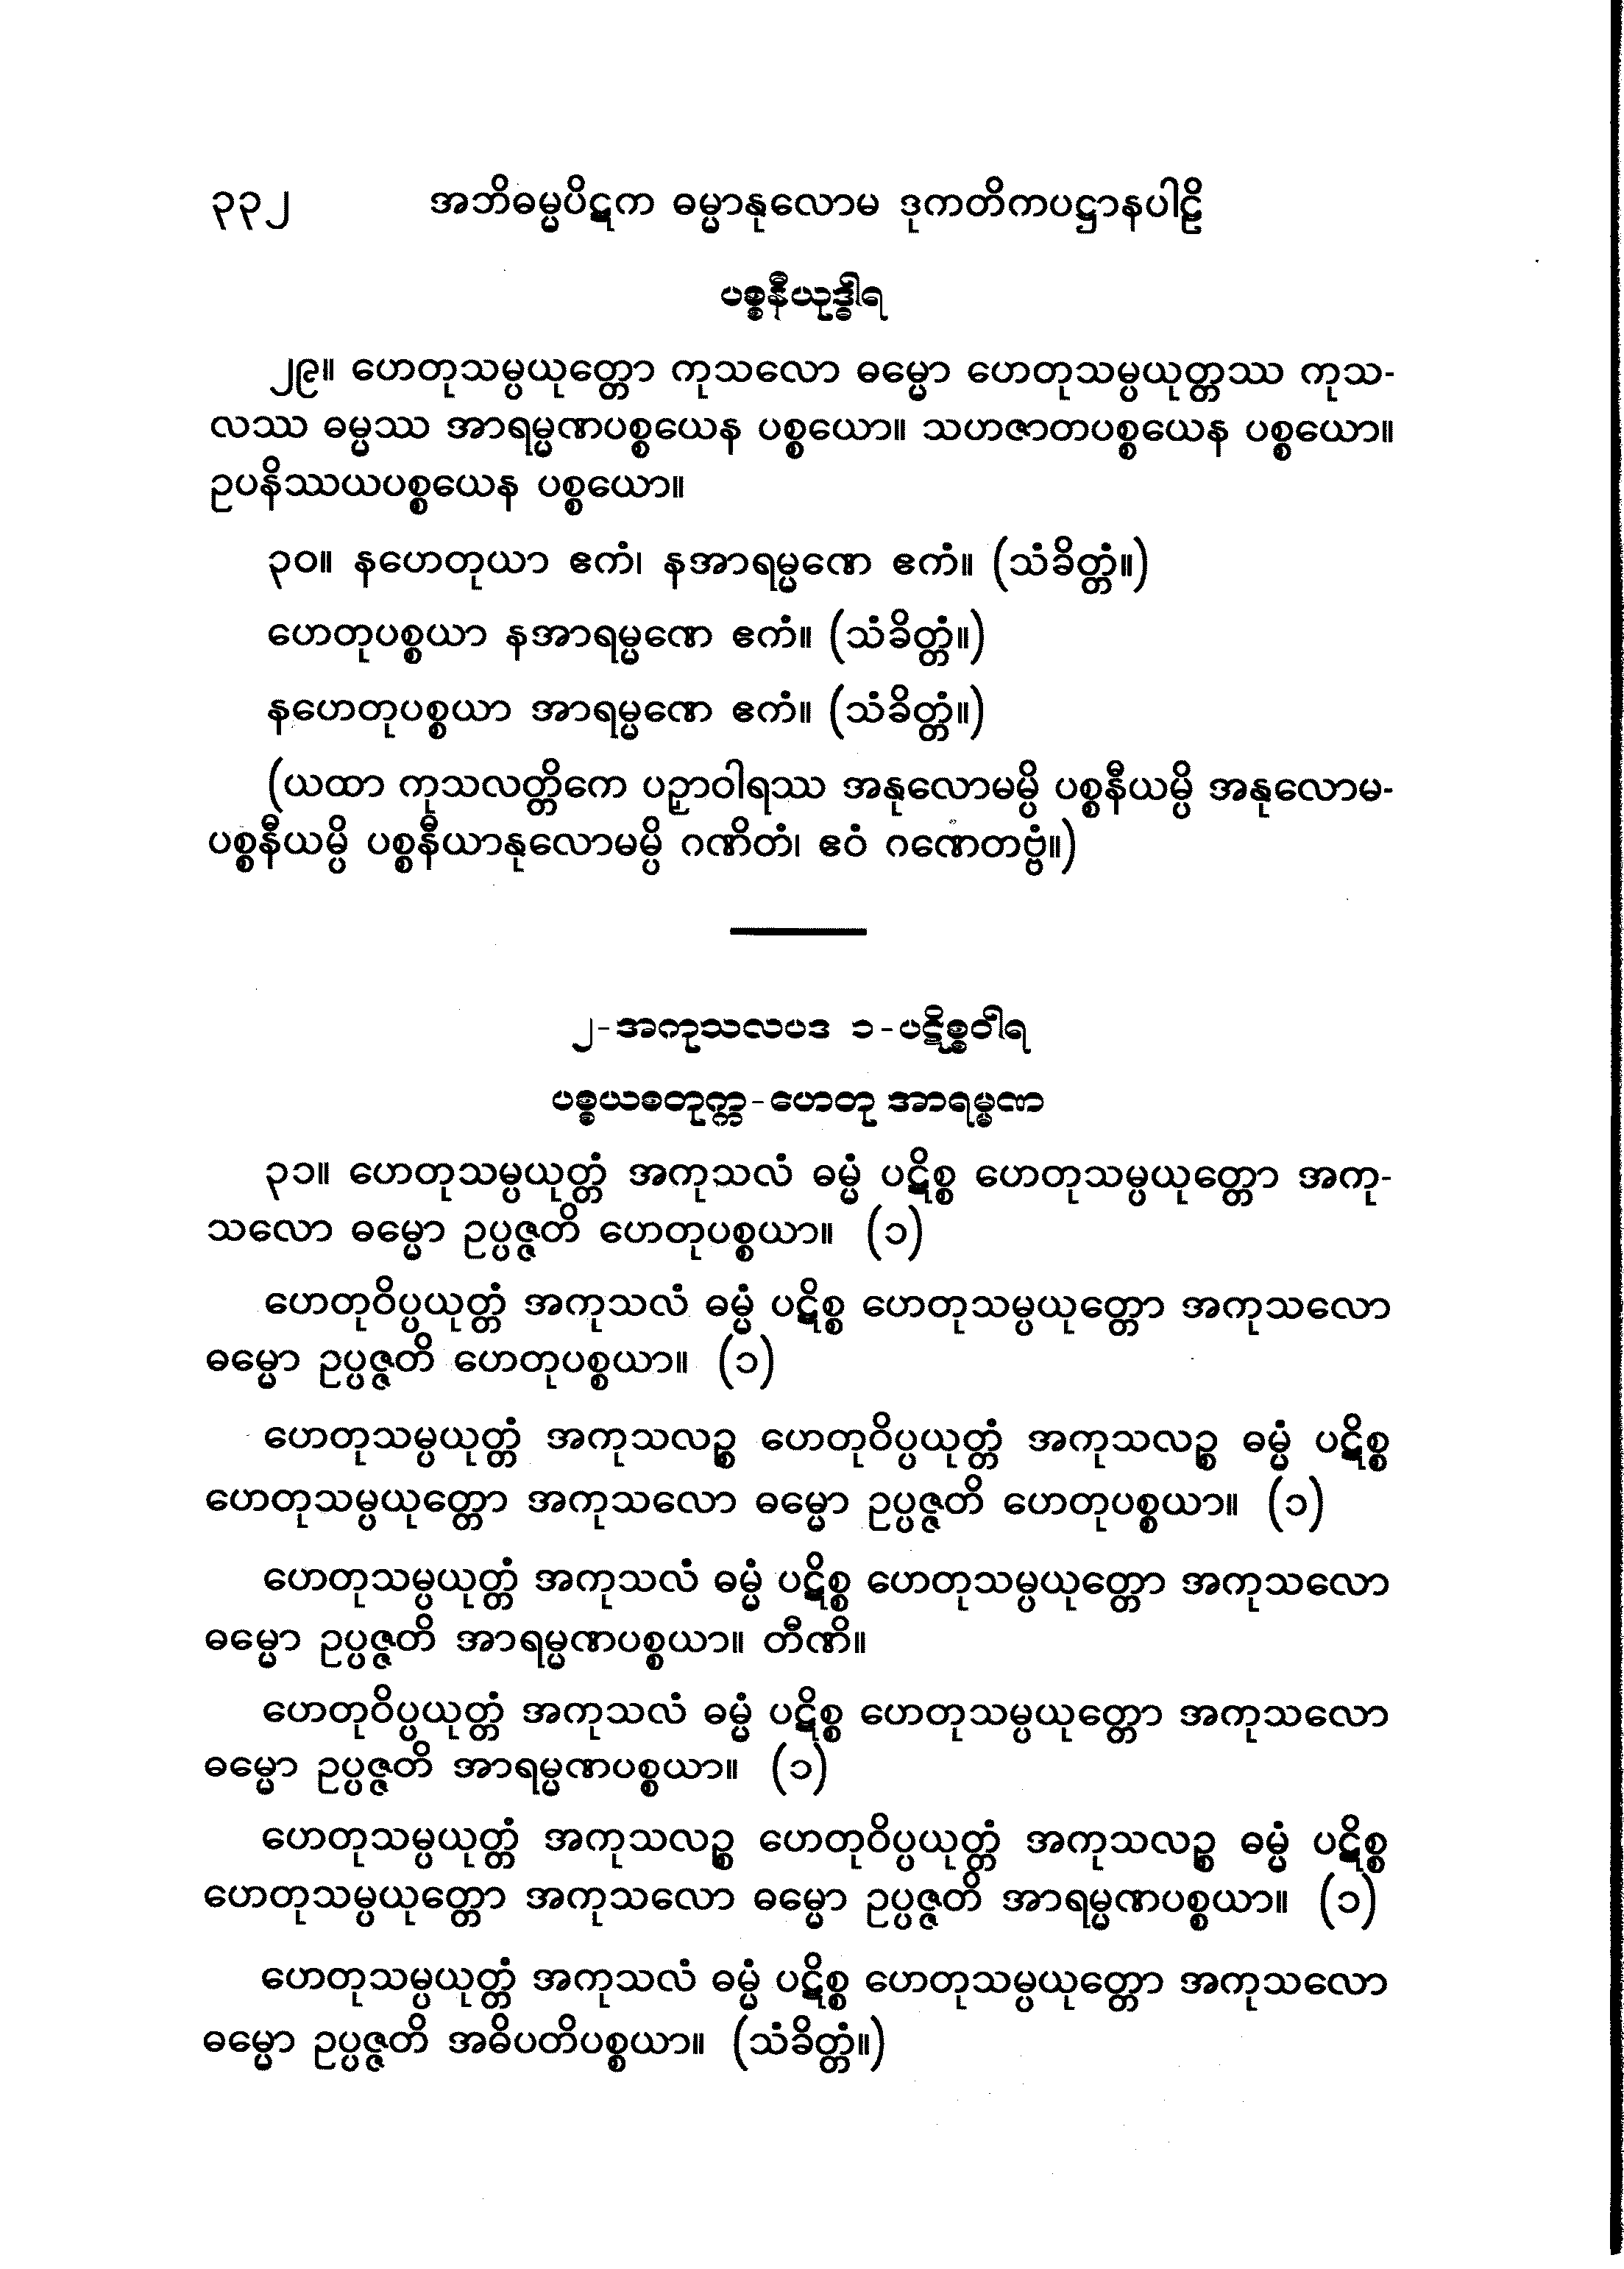 ၃၃၂ အဘိဓမ္မပိဋက ဓမ္မာနုလောမ ဒုကတိကပဋ္ဌာနပါဠိ
ပစ္စနီယုဒ္ဓါရ
၂၉။ ဟေတုသမ္ပယုတ္တော ကုသလော ဓမ္မော ဟေတုသမ္ပယုတ္တဿ ကုသ-
လဿ ဓမ္မဿ အာရမ္မဏပစ္စယေန ပစ္စယော။ သဟဇာတပစ္စယေန ပစ္စယော။
ဥပနိဿယပစ္စယေန ပစ္စယော။
၃၀။ နဟေတုယာ ဧကံ၊ နအာရမ္မဏေ ဧကံ။ (သံခိတ္တံ။)
ဟေတုပစ္စယာ နအာရမ္မဏေ ဧကံ။ (သံခိတ္တံ။)
နဟေတုပစ္စယာ အာရမ္မဏေ ဧကံ။ (သံခိတ္တံ။)
(ယထာ ကုသလတ္တိကေ ပဉှာဝါရဿ အနုလောမမ္ပိ ပစ္စနီယမ္ပိ အနုလောမ-
ပစ္စနီယမ္ပိ ပစ္စနီယာနုလောမမ္ပိ ဂဏိတံ၊ ဧဝံ ဂဏေတဗ္ဗံ။)
၂-အကုသလပဒ ၁-ပဋိစ္စဝါရ
ပစ္စယစတုက္က-ဟေတု အာရမ္မဏ
၃၁။ ဟေတုသမ္ပယုတ္တံ အကုသလံ ဓမ္မံ ပဋိစ္စ ဟေတုသမ္ပယုတ္တော အကု-
သလော ဓမ္မော ဥပ္ပဇ္ဇတိ ဟေတုပစ္စယာ။ (၁)
ဟေတုဝိပ္ပယုတ္တံ အကုသလံ ဓမ္မံ ပဋိစ္စ ဟေတုသမ္ပယုတ္တော အကုသလော
ဓမ္မော ဥပ္ပဇ္ဇတိ ဟေတုပစ္စယာ။ (၁)
ဟေတုသမ္ပယုတ္တံ အကုသလဉ္စ ဟေတုဝိပ္ပယုတ္တံ အကုသလဉ္စ ဓမ္မံ ပဋိစ္စ
ဟေတုသမ္ပယုတ္တော အကုသလော ဓမ္မော ဥပ္ပဇ္ဇတိ ဟေတုပစ္စယာ။ (၁)
ဟေတုသမ္ပယုတ္တံ အကုသလံ ဓမ္မံ ပဋိစ္စ ဟေတုသမ္ပယုတ္တော အကုသလော
ဓမ္မော ဥပ္ပဇ္ဇတိ အာရမ္မဏပစ္စယာ။ တီဏိ။
ဟေတုဝိပ္ပယုတ္တံ အကုသလံ ဓမ္မံ ပဋိစ္စ ဟေတုသမ္ပယုတ္တော အကုသလော
ဓမ္မော ဥပ္ပဇ္ဇတိ အာရမ္မဏပစ္စယာ။ (၁)
ဟေတုသမ္ပယုတ္တံ အကုသလဉ္စ ဟေတုဝိပ္ပယုတ္တံ အကုသလဉ္စ ဓမ္မံ ပဋိစ္စ
ဟေတုသမ္ပယုတ္တော အကုသလော ဓမ္မော ဥပ္ပဇ္ဇတိ အာရမ္မဏပစ္စယာ။ (၁)
ဟေတုသမ္ပယုတ္တံ အကုသလံ ဓမ္မံ ပဋိစ္စ ဟေတုသမ္ပယုတ္တော အကုသလော
ဓမ္မော ဥပ္ပဇ္ဇတိ အဓိပတိပစ္စယာ။ (သံခိတ္တံ။)